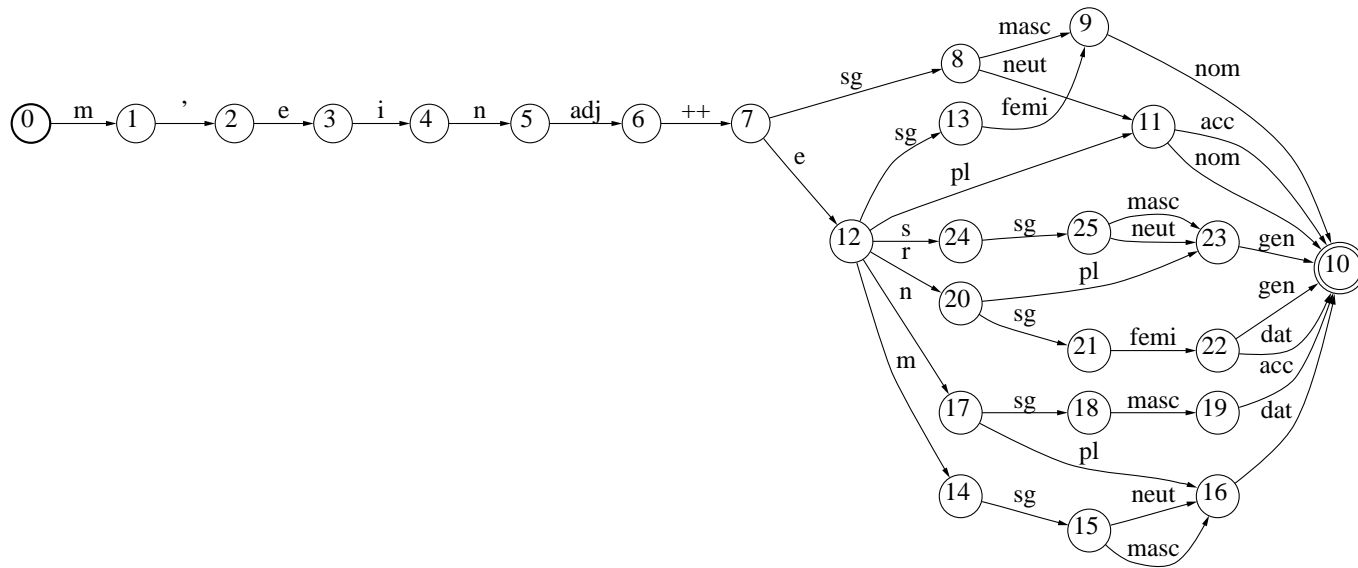 masc 9
8
sg neut nom
0 m 1 ' 2 e 3 i 4 n 5 adj 6 ++ 7 sg 13 femi 11 acc
e pl nom
12 s 24 sg 25 masc neut 23 gen 10
r
n 20 pl gen
sg 21 femi 22 dat
m acc
17 sg 18 masc 19 dat
pl
14 sg neut 16
15 masc